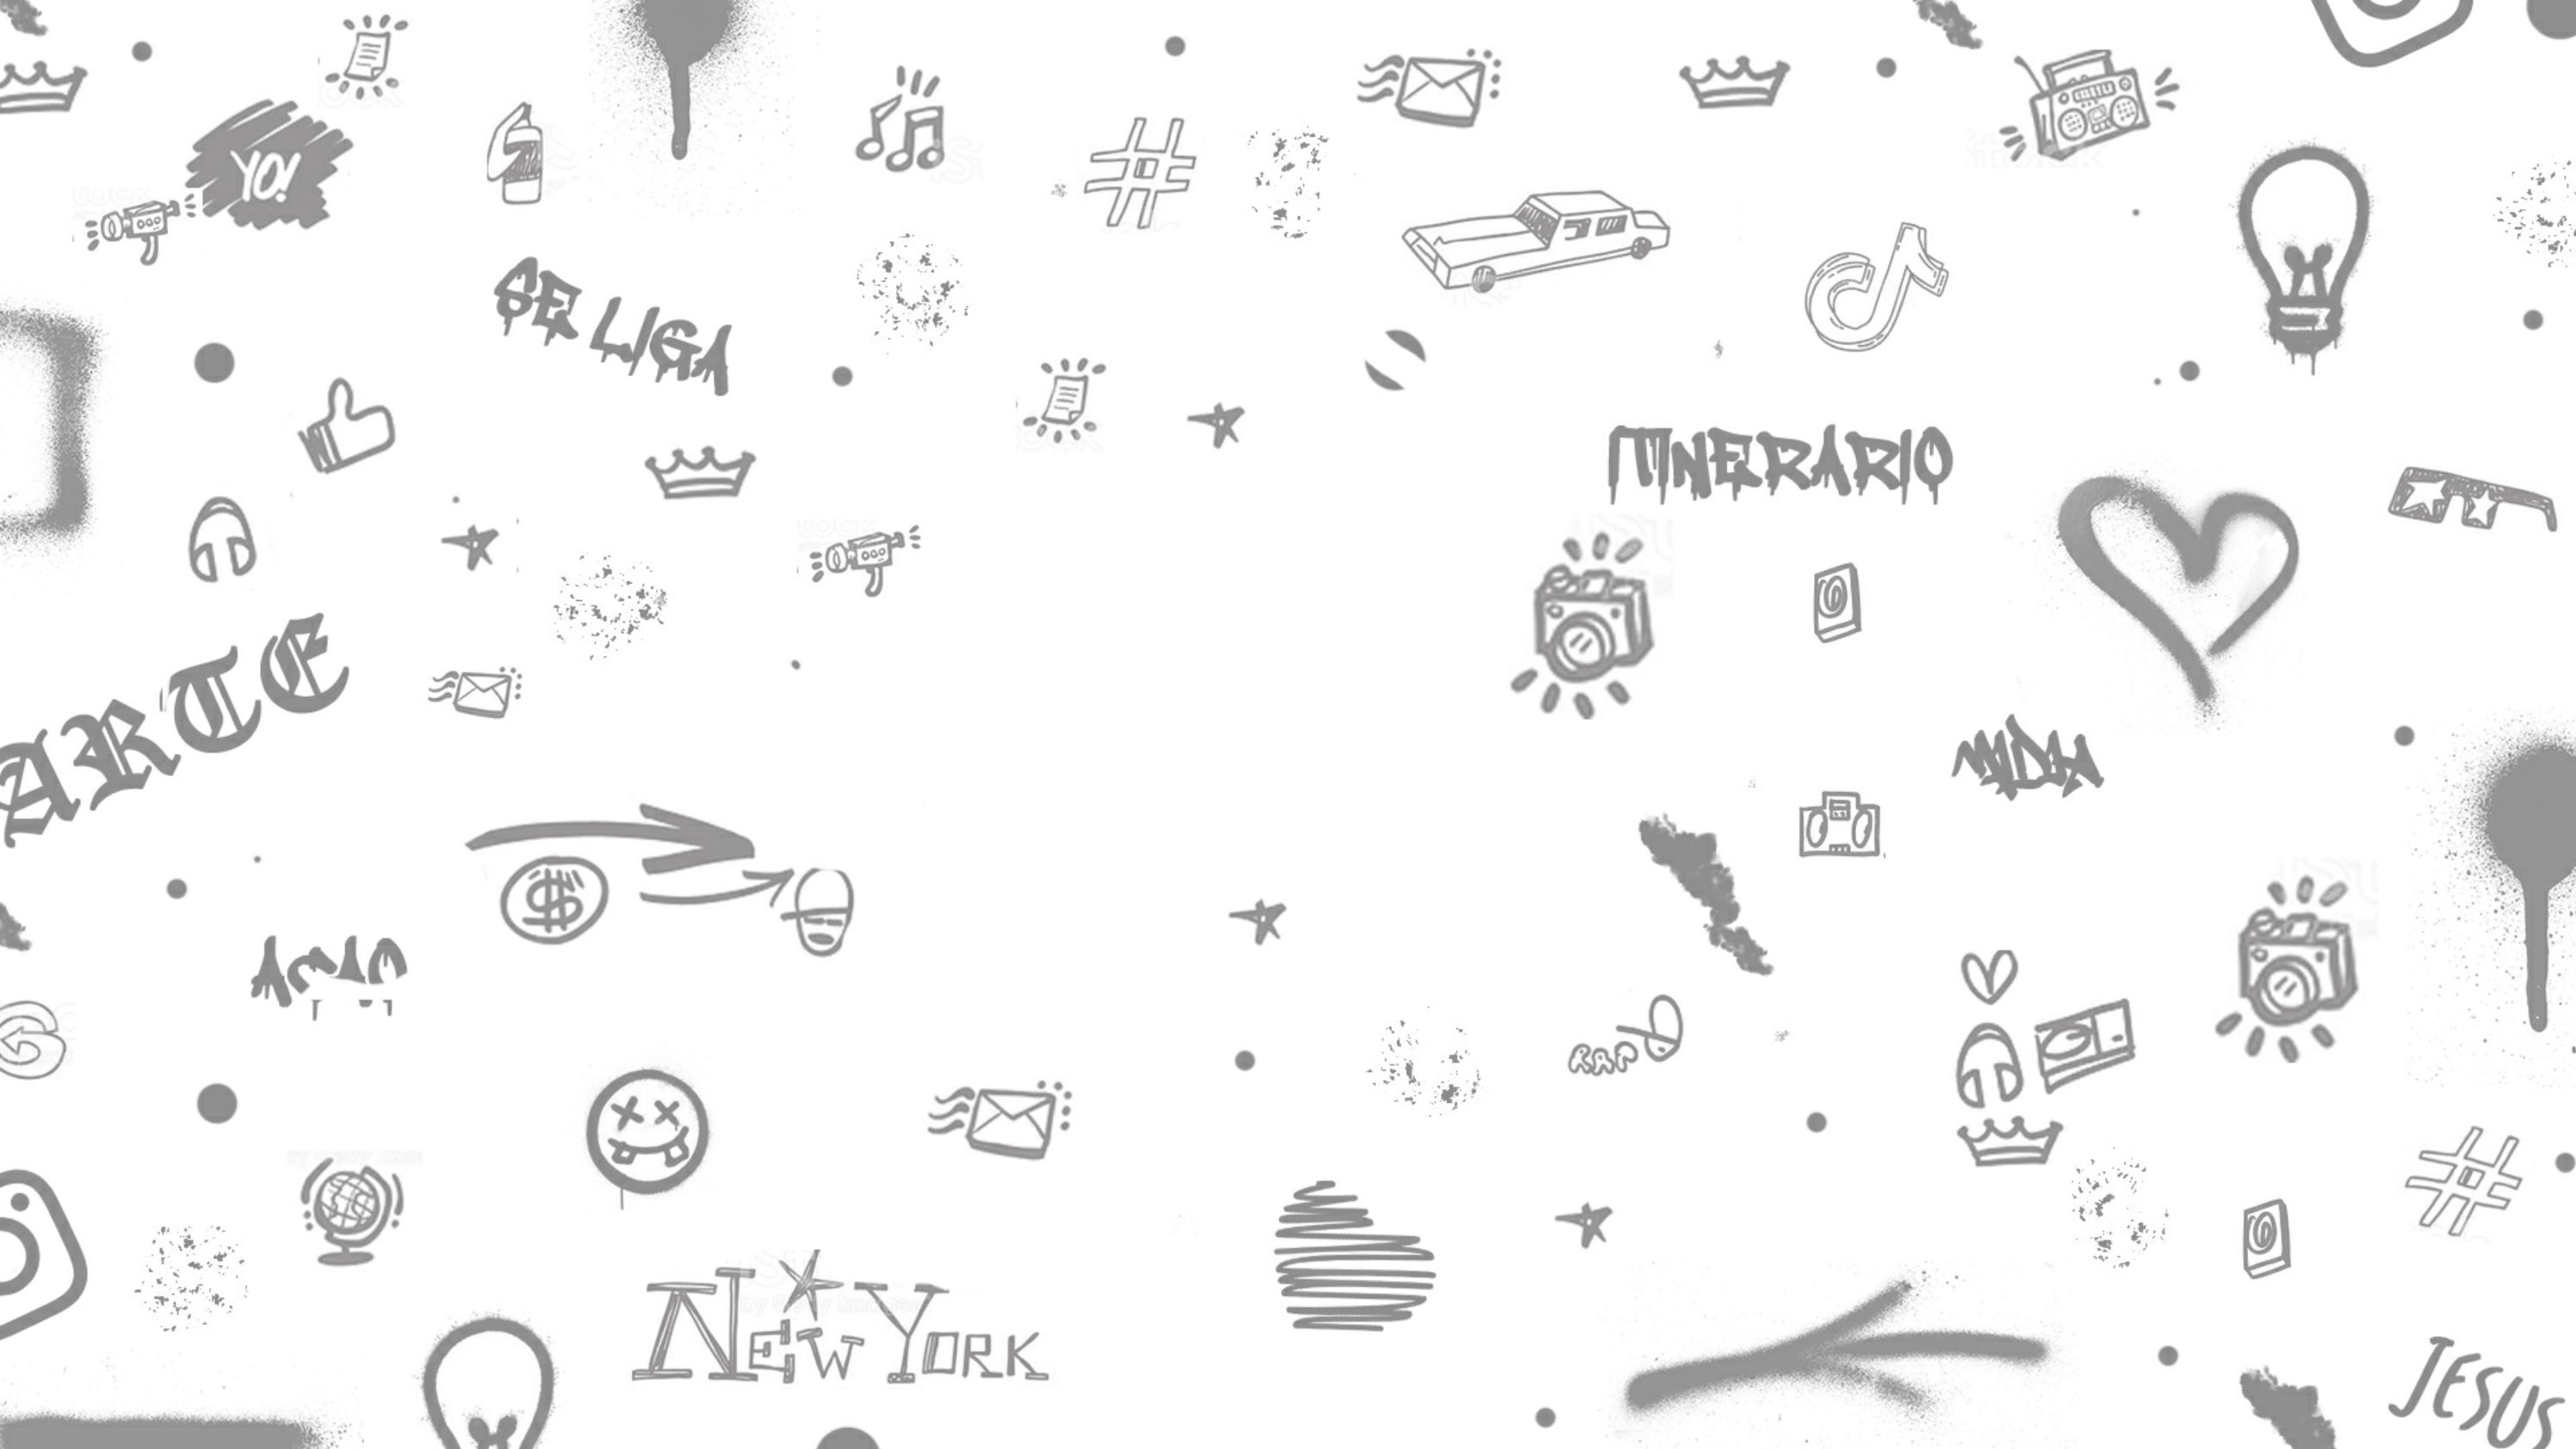 YO!
SE LIGA
ITINERARIO
ARTE
$
RAP
NEW YORK
JESUS